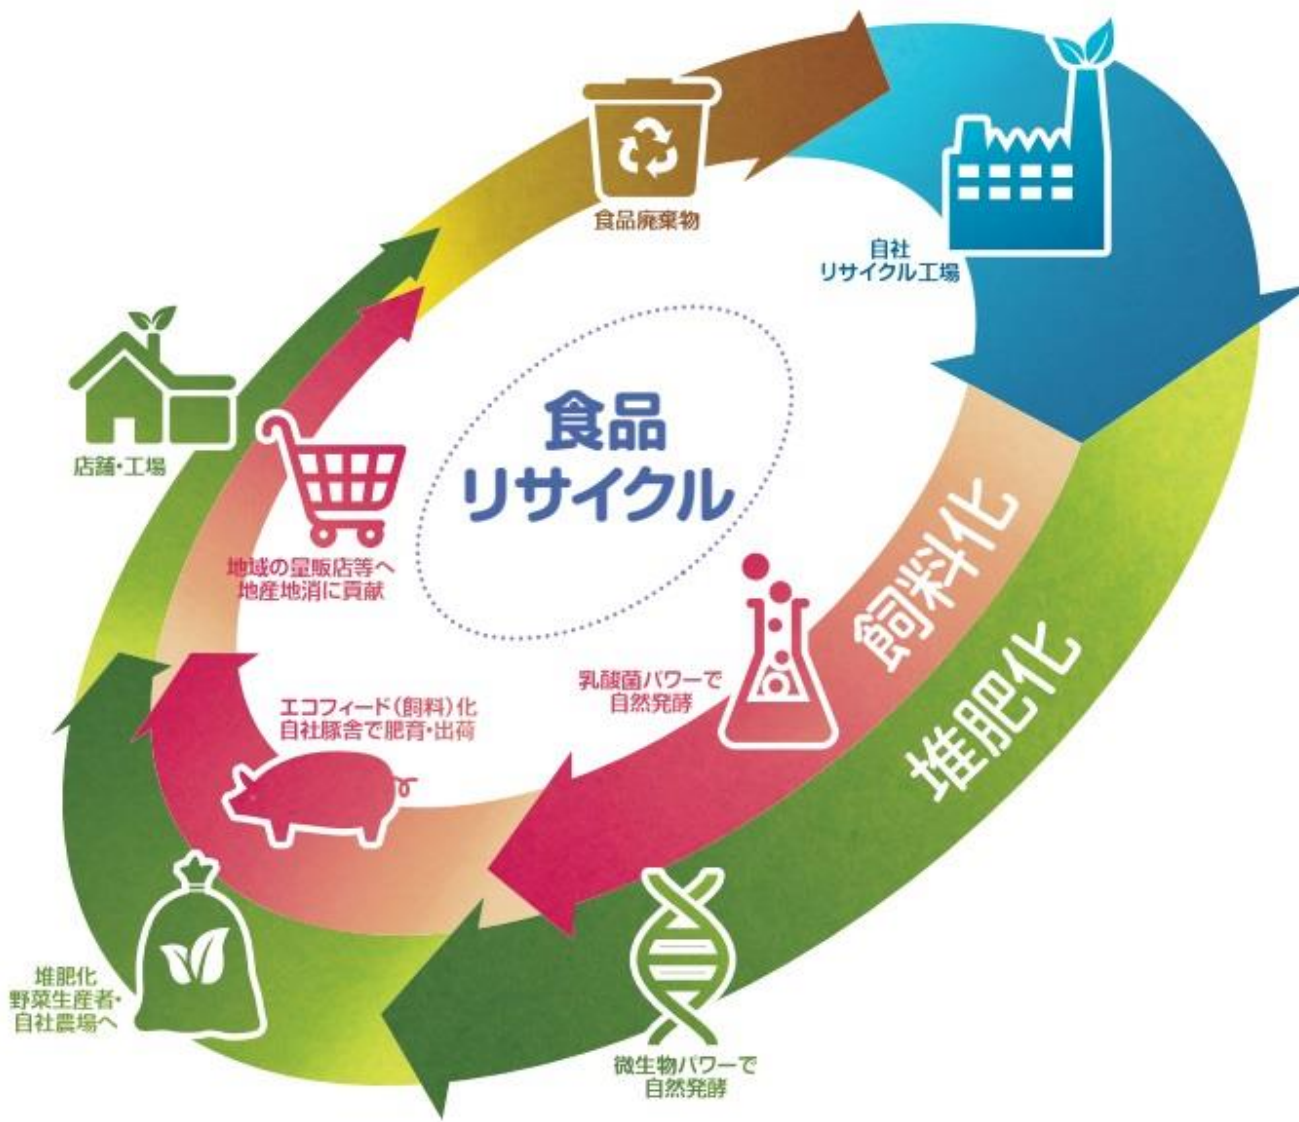 食品廃棄物
自社
リサイクル工場
食品
リサイクル
店舗・工場
地域の量販店等へ
地産地消に貢献
飼料化
堆肥化
乳酸菌パワーで
自然発酵
エコフィード(飼料)化
自社豚舎で肥育・出荷
堆肥化
野菜生産者・
自社農場へ
微生物パワーで
自然発酵